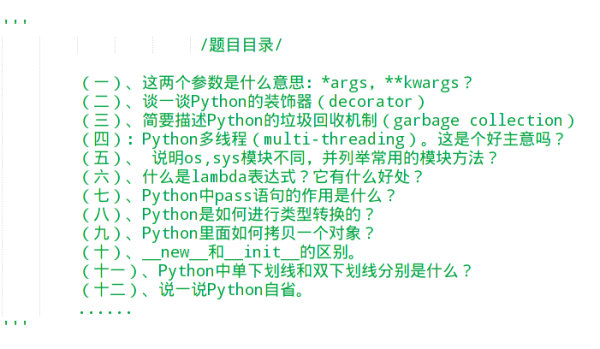 '''
/题目目录/
（一）、这两个参数是什么意思：*args，**kwargs？
（二）、谈一谈Python的装饰器（decorator）
（三）、简要描述Python的垃圾回收机制（garbage collection）
（四）：Python多线程（multi-threading）。这是个好主意吗？
（五）、 说明os,sys模块不同，并列举常用的模块方法？
（六）、什么是lambda表达式？它有什么好处？
（七）、Python中pass语句的作用是什么？
（八）、Python是如何进行类型转换的？
（九）、Python里面如何拷贝一个对象？
（十）、__new__和__init__的区别。
（十一）、Python中单下划线和双下划线分别是什么？
（十二）、说一说Python自省。
......
'''